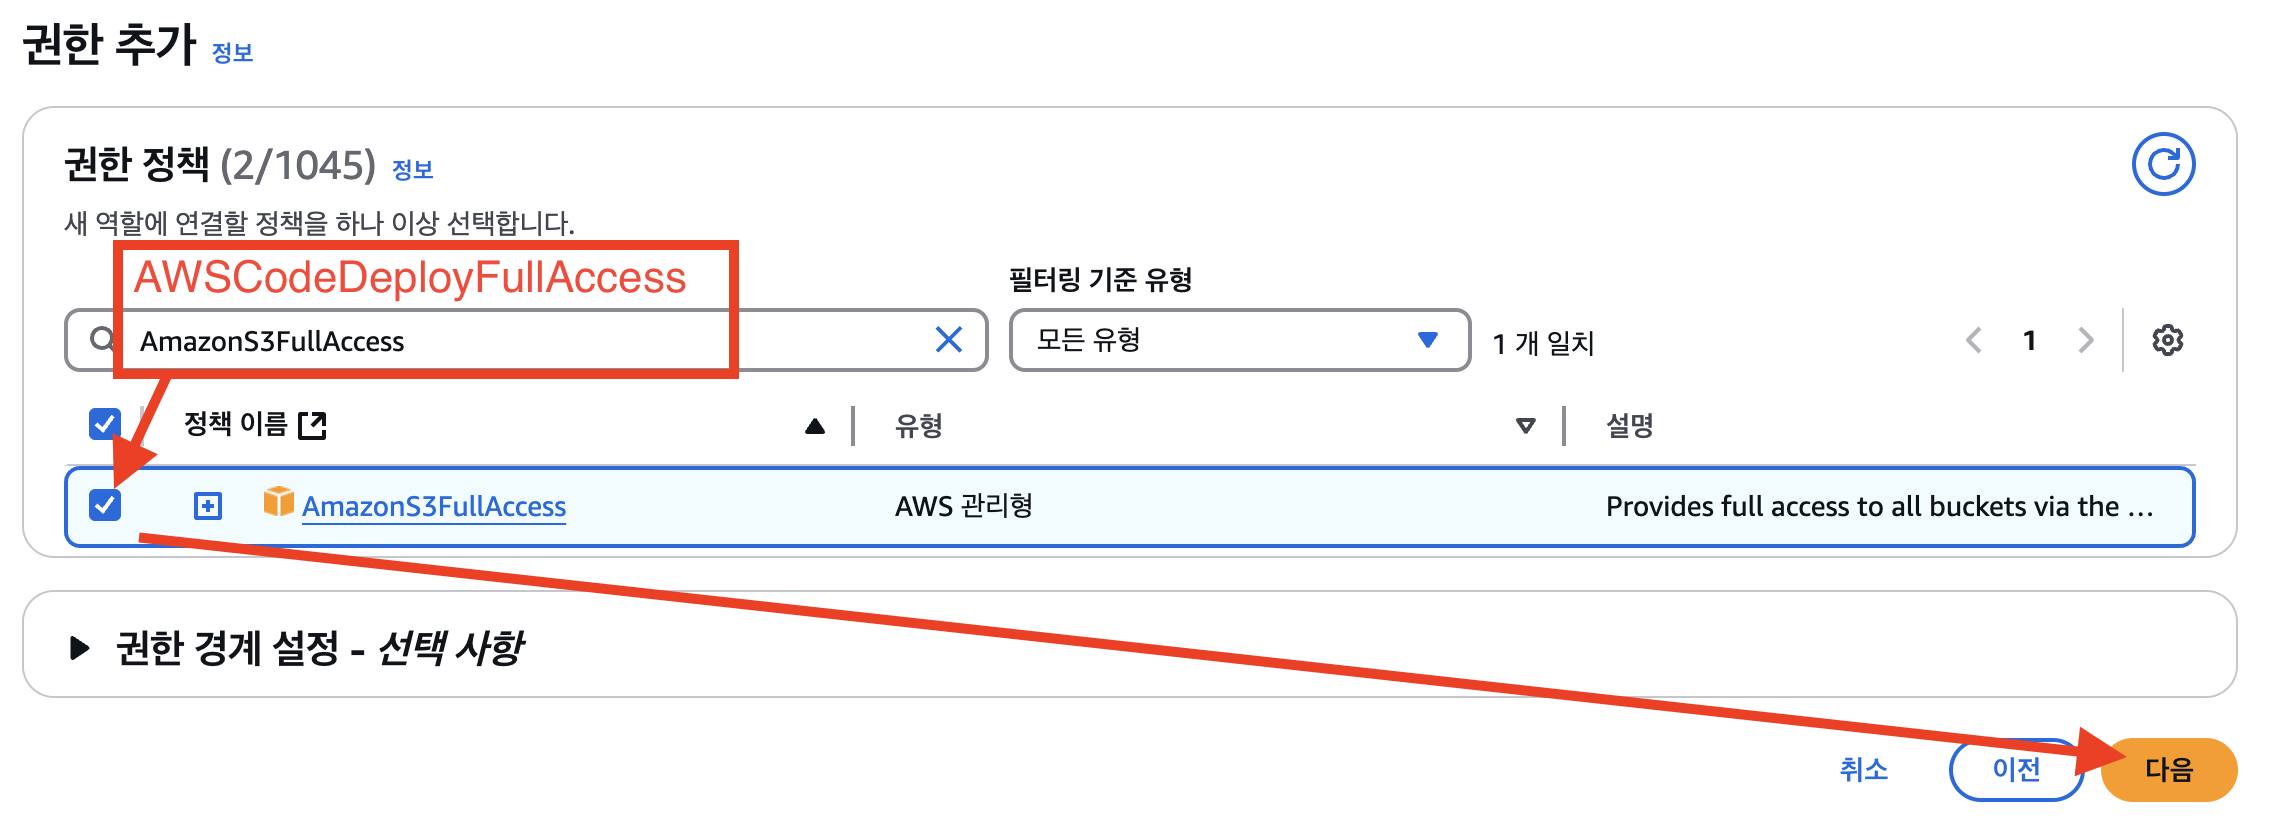 권한 추가 정보
권한 정책 (2/1045) 정보
새 역할에 연결할 정책을 하나 이상 선택합니다.
AWSCodeDeployFullAccess
필터링 기준 유형
AmazonS3FullAccess
모든 유형
1 개 일치
1
정책 이름
유형
설명
AmazonS3FullAccess
AWS 관리형
Provides full access to all buckets via the ...
권한 경계 설정 - 선택 사항
취소
이전
다음